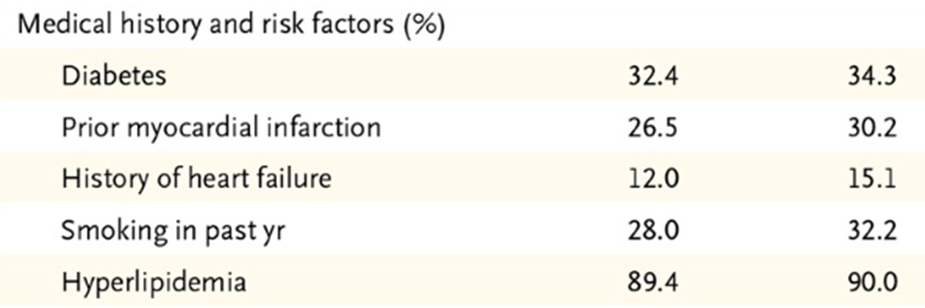 Medical history and risk factors (%)
Diabetes 32.4 34.3
Prior myocardial infarction 26.5 30.2
History of heart failure 12.0 15.1
Smoking in past yr 28.0 32.2
Hyperlipidemia 89.4 90.0